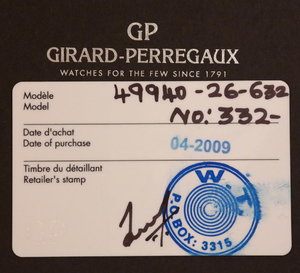 GP
GIRARD-PERREGAUX
WATCHES FOR THE FEW SINCE 1791
Modèle
Model
49940-26-632
No: 332-
Date d'achat
Date of purchase
04-2009
Timbre du détaillant
Retailer's stamp
W
P.O.BOX: 3315